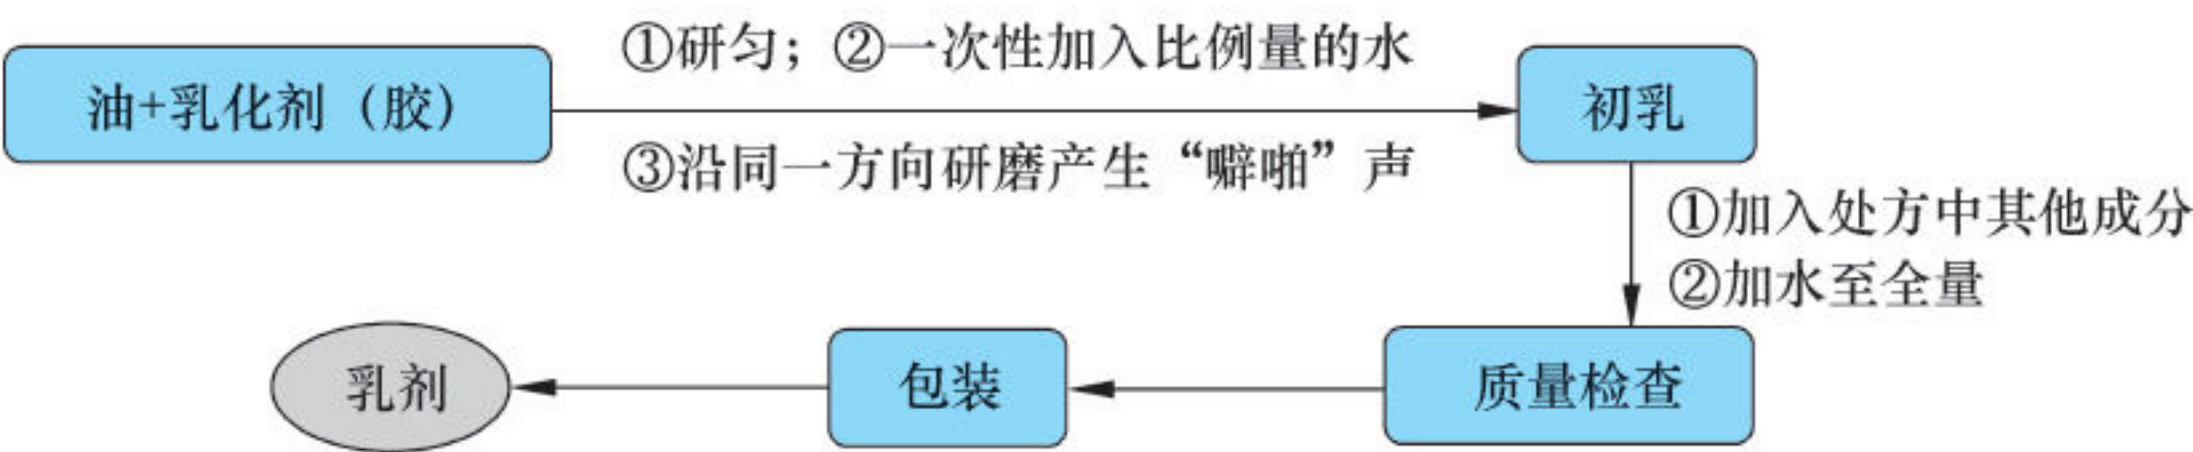 油+乳化剂（胶）
①研匀；②一次性加入比例量的水
③沿同一方向研磨产生“噼啪”声
初乳
①加入处方中其他成分
②加水至全量
质量检查
包装
乳剂